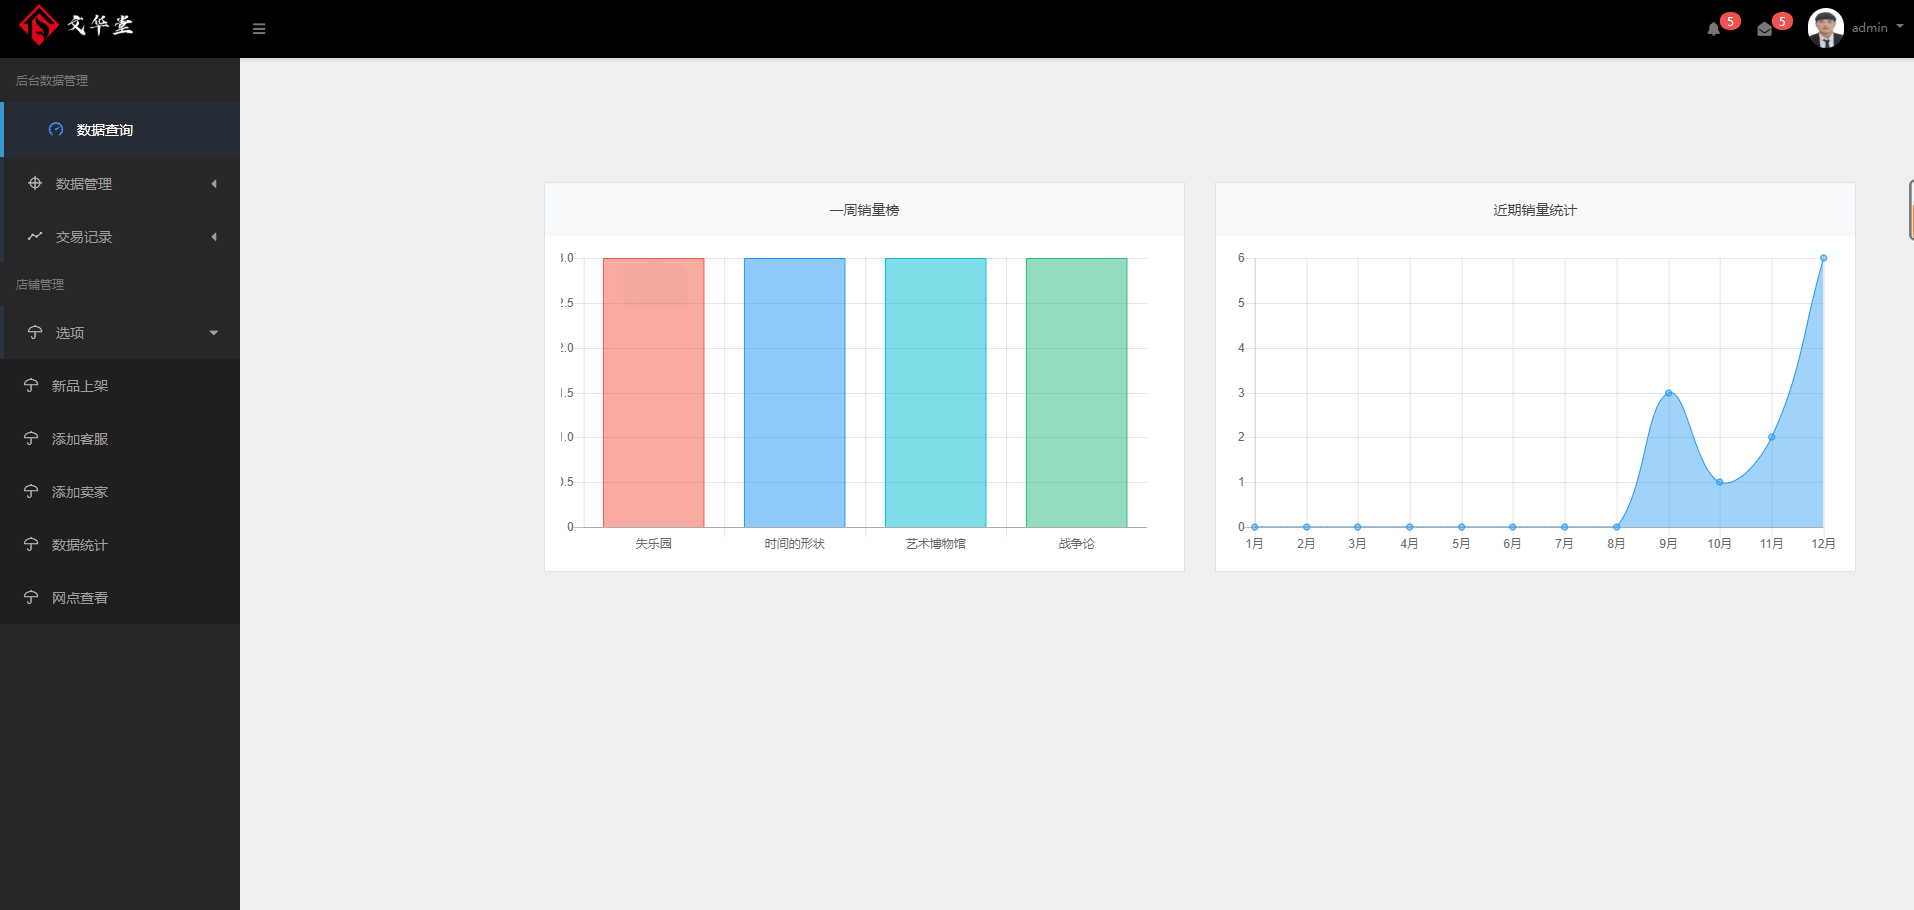 文华堂
5
5
admin
后台数据管理
数据查询
数据管理
交易记录
店铺管理
选项
新品上架
添加客服
添加卖家
数据统计
网点查看
一周销量榜
3.0
2.5
2.0
1.5
1.0
0.5
0
失乐园 时间的形状 艺术博物馆 战争论
近期销量统计
6
5
4
3
2
1
0
1月 2月 3月 4月 5月 6月 7月 8月 9月 10月 11月 12月